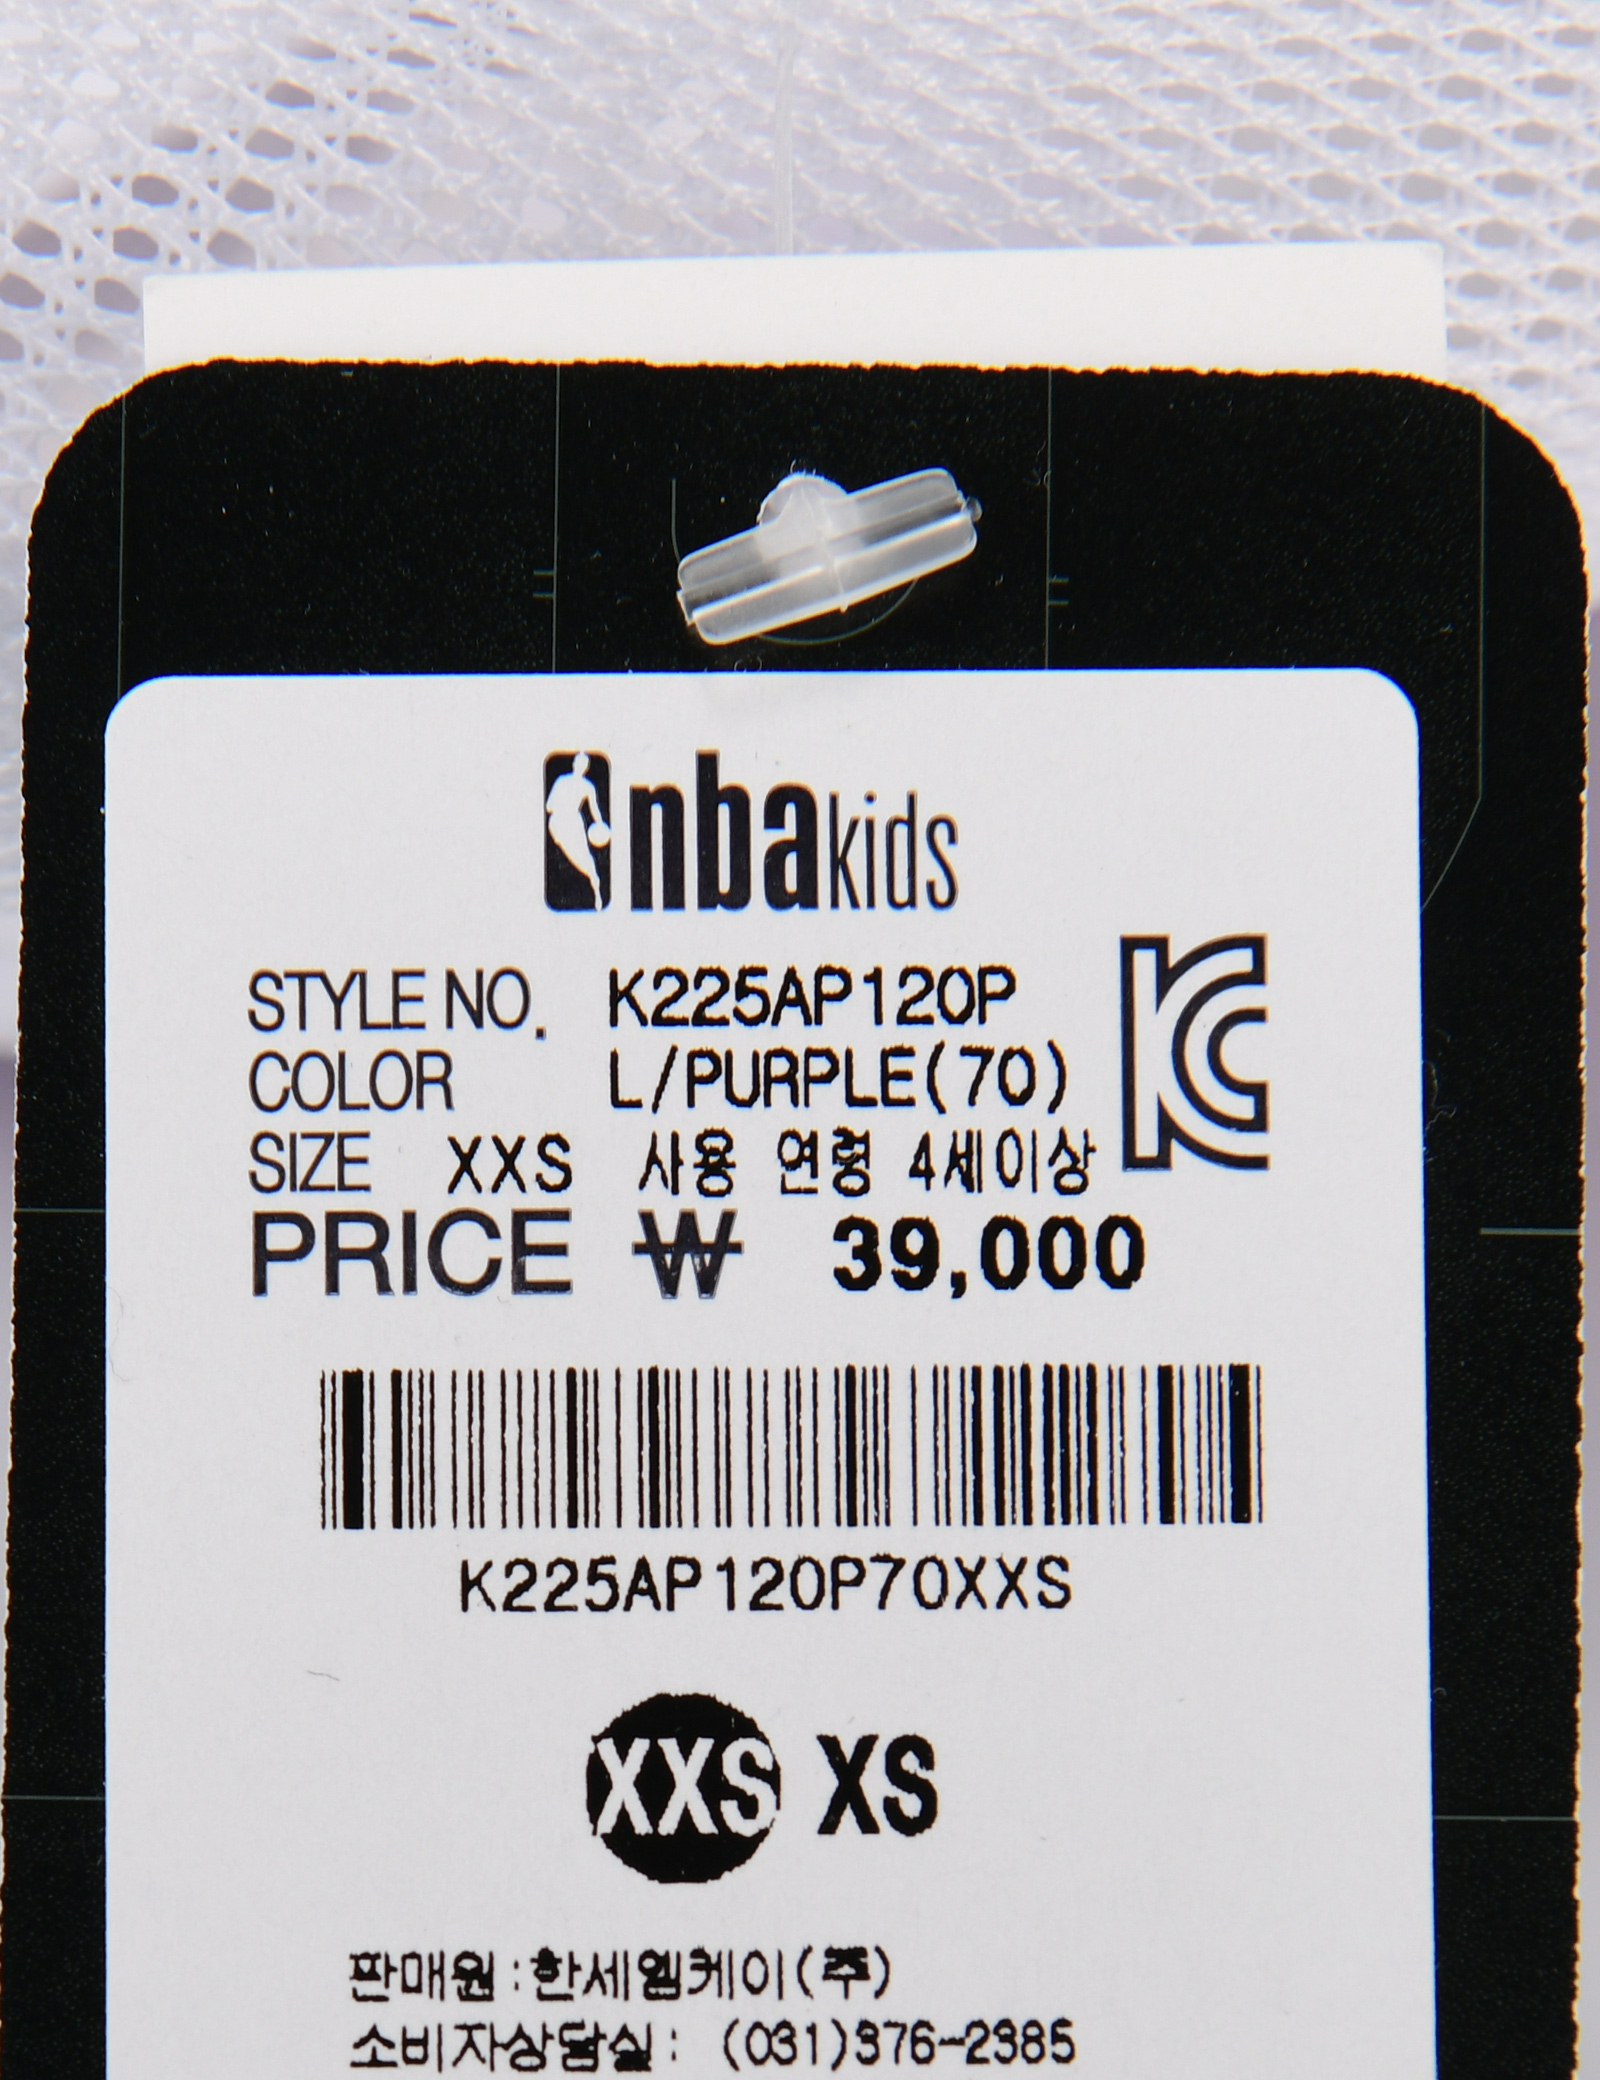 nba kids
STYLE NO. K225AP120P
COLOR L/PURPLE(70)
SIZE XXS 사용 연령 4세이상
PRICE ₩ 39,000
K225AP120P70XXS
XXS XS
판매원:한세엠케이(주)
소비자상담실: (031)376-2385